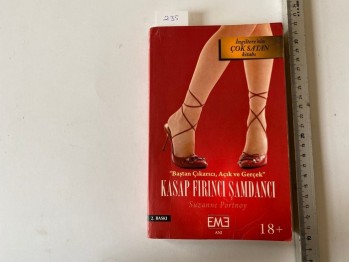 235
İngiltere'nin
ÇOK SATAN
kitabı
"Baştan Çıkarıcı, Açık ve Gerçek"
KASAP FIRINCI ŞAMDANCI
Suzanne Portnoy
2. BASKI
EME
18+